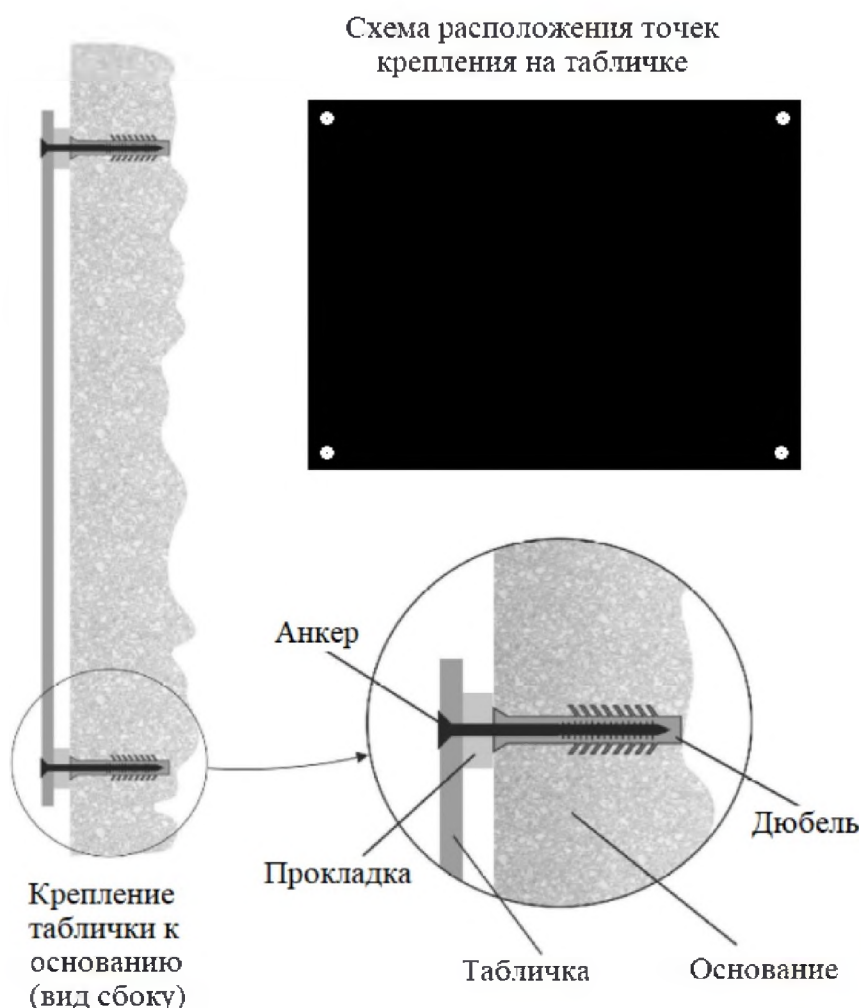 Схема расположения точек
крепления на табличке
Анкер
Дюбель
Прокладка
Крепление
таблички к
основанию
(вид сбоку)
Табличка
Основание